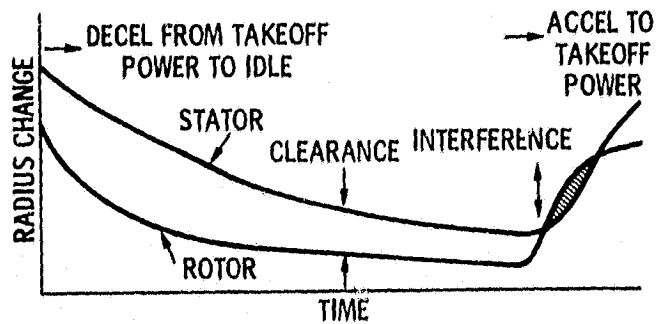 DECEL FROM TAKEOFF
POWER TO IDLE
ACCEL TO
TAKEOFF
POWER
STATOR
CLEARANCE
INTERFERENCE
RADIUS CHANGE
ROTOR
TIME